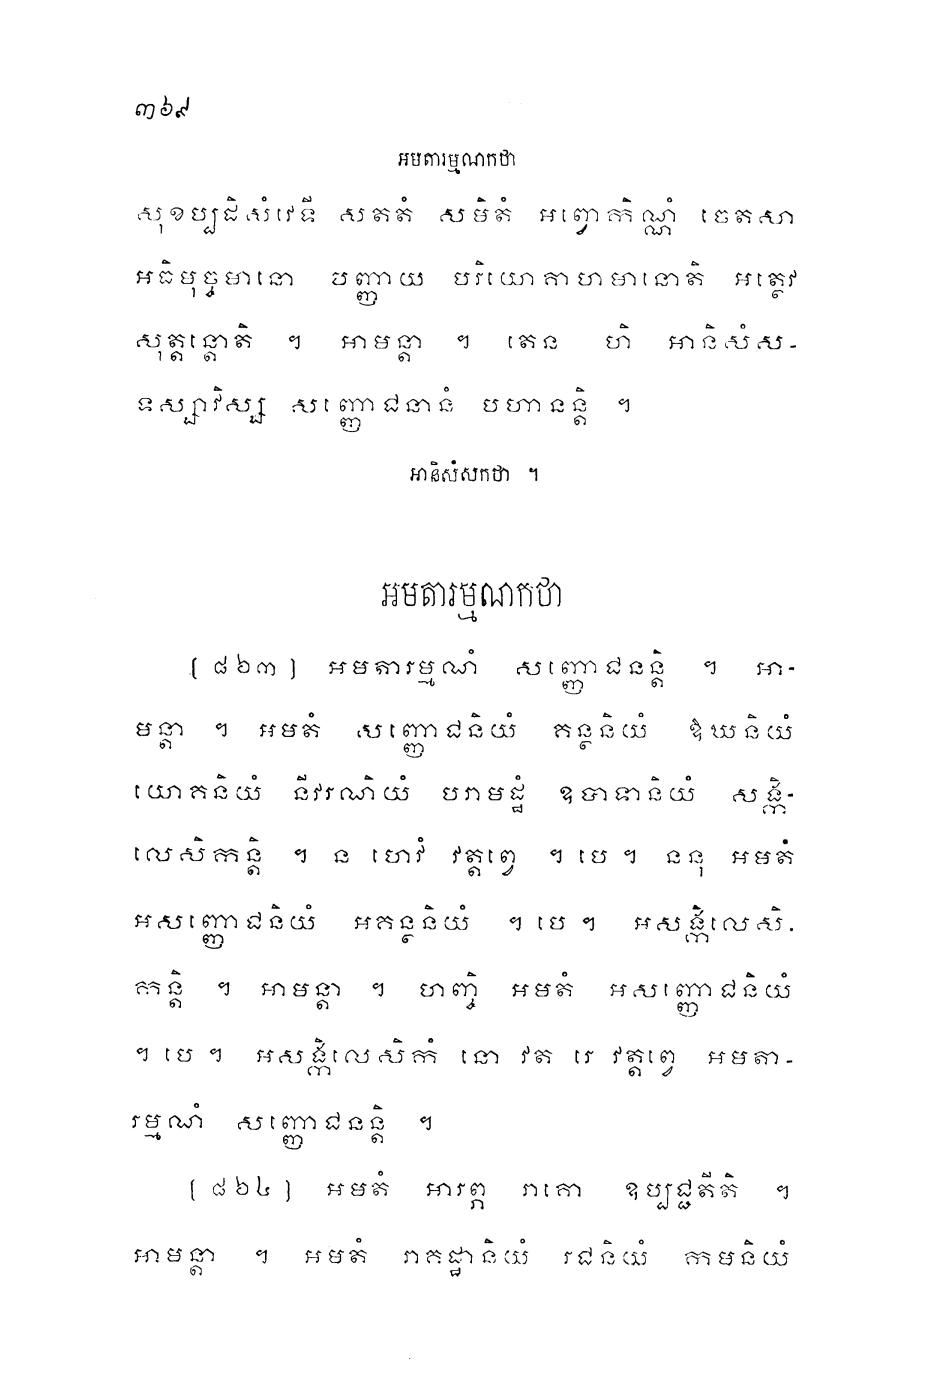 ៣៦៩
អមតារម្មណកថា
សុខប្បដិសំវេទី សតតំ សមិតំ អព្វោកិណ្ណំ ចេតសា
អធិមុច្ចមានោ បញ្ញាយ បរិយោគាហមានោតិ អត្ថេវ
សុត្តន្តោតិ ។ អាមន្តា ។ តេន ហិ អានិសំស-
ទស្សាវិស្ស សញ្ញោជនានំ បហានន្តិ ។
អានិសំសកថា ។
អមតារម្មណកថា
[៨៦៣] អមតារម្មណំ សញ្ញោជនន្តិ ។ អា-
មន្តា ។ អមតំ សញ្ញោជនិយំ គន្ថនិយំ ឱឃនិយំ
យោគនិយំ នីវរណិយំ បរាមដ្ឋំ ឧបាទានិយំ សង្កិ-
លេសិកន្តិ ។ ន ហេវំ វត្តព្វេ ។ បេ ។ ននុ អមតំ
អសញ្ញោជនិយំ អគន្ថនិយំ ។ បេ ។ អសង្កិលេសិ-
កន្តិ ។ អាមន្តា ។ ហញ្ចិ អមតំ អសញ្ញោជនិយំ
។ បេ ។ អសង្កិលេសិកំ នោ វត រេ វត្តព្វេ អមតា-
រម្មណំ សញ្ញោជនន្តិ ។
[៨៦៤] អមតំ អារព្ភ រាគោ ឧប្បជ្ជតីតិ ។
អាមន្តា ។ អមតំ រាគដ្ឋានិយំ រជនិយំ កាមនិយំ